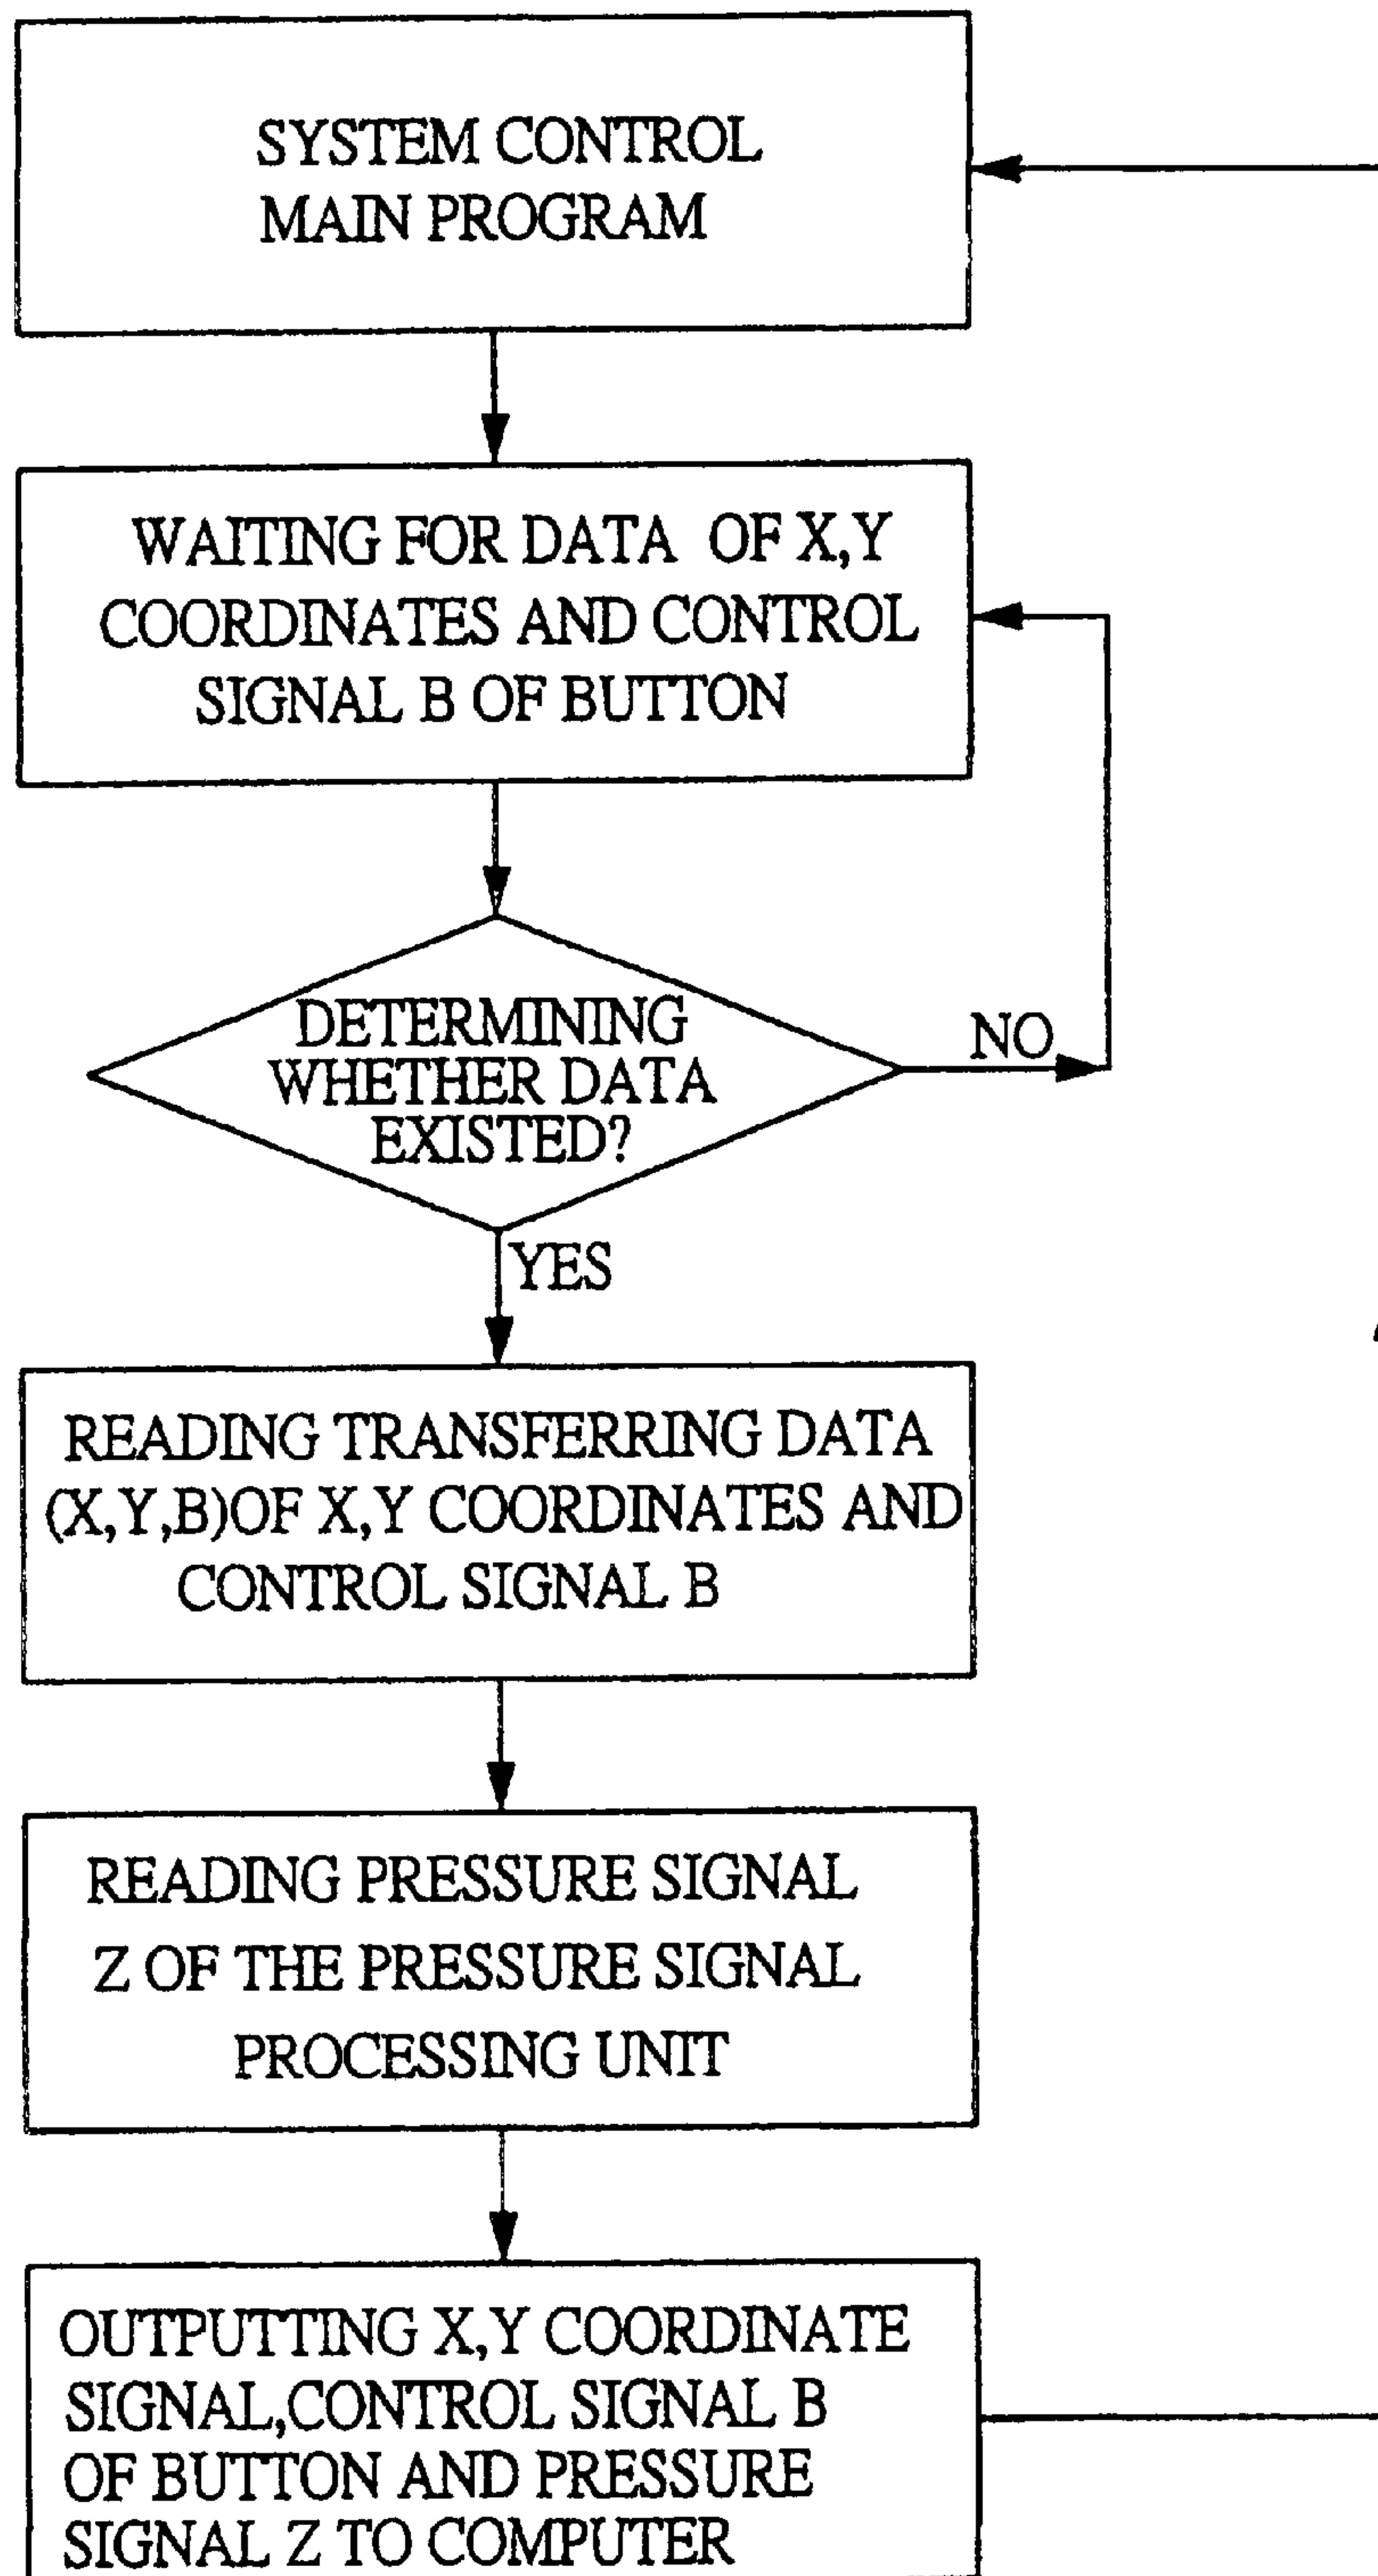 SYSTEM CONTROL
MAIN PROGRAM
WAITING FOR DATA OF X,Y
COORDINATES AND CONTROL
SIGNAL B OF BUTTON
DETERMINING
WHETHER DATA
EXISTED?
NO
YES
READING TRANSFERRING DATA
(X,Y,B)OF X,Y COORDINATES AND
CONTROL SIGNAL B
READING PRESSURE SIGNAL
Z OF THE PRESSURE SIGNAL
PROCESSING UNIT
OUTPUTTING X,Y COORDINATE
SIGNAL,CONTROL SIGNAL B
OF BUTTON AND PRESSURE
SIGNAL Z TO COMPUTER